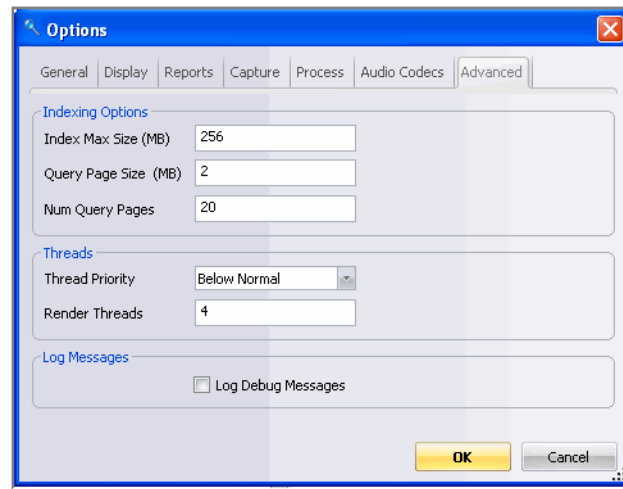 Options
General Display Reports Capture Process Audio Codecs Advanced
Indexing Options
Index Max Size (MB) 256
Query Page Size (MB) 2
Num Query Pages 20
Threads
Thread Priority Below Normal
Render Threads 4
Log Messages
Log Debug Messages
OK Cancel